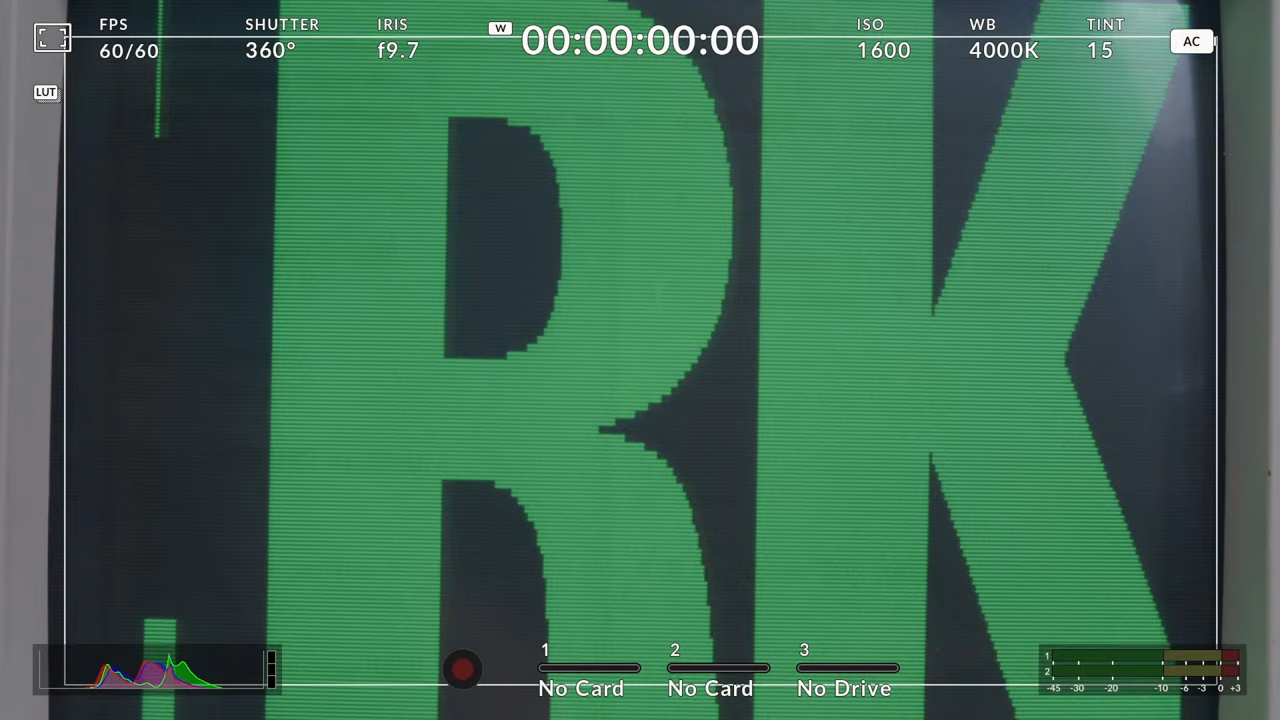 FPS SHUTTER IRIS W 00:00:00:00 ISO WB TINT
60/60 360° f9.7 1600 4000K 15 AC
LUT
RK
1 2 3
No Card No Card No Drive
1
2
-45 -30 -20 -10 -6 -3 0 +3